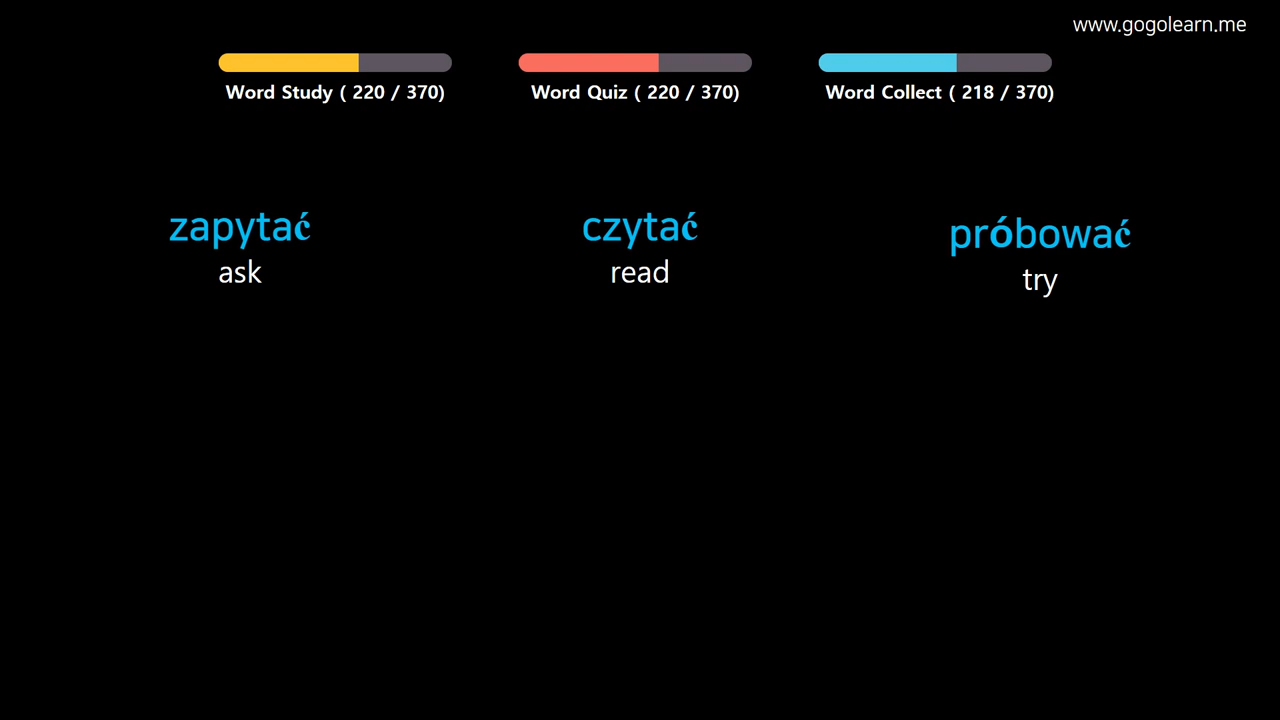 www.gogolearn.me
Word Study ( 220 / 370)
Word Quiz ( 220 / 370)
Word Collect ( 218 / 370)
zapytać
ask
czytać
read
próbować
try